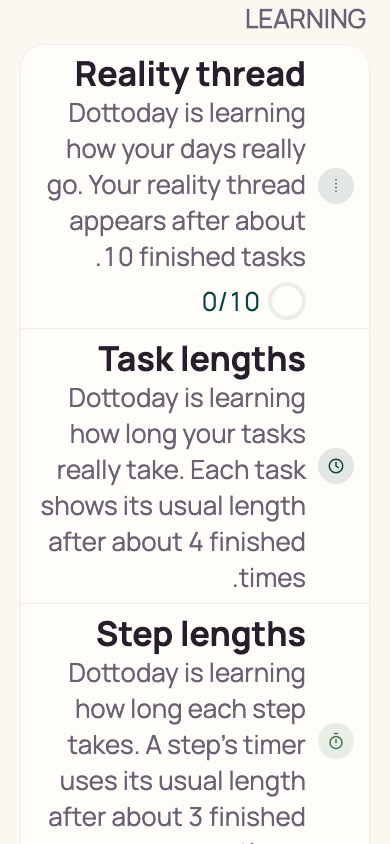 LEARNING
Reality thread
Dottoday is learning
how your days really
go. Your reality thread
appears after about
.10 finished tasks
0/10
Task lengths
Dottoday is learning
how long your tasks
really take. Each task
shows its usual length
after about 4 finished
.times
Step lengths
Dottoday is learning
how long each step
takes. A step's timer
uses its usual length
after about 3 finished